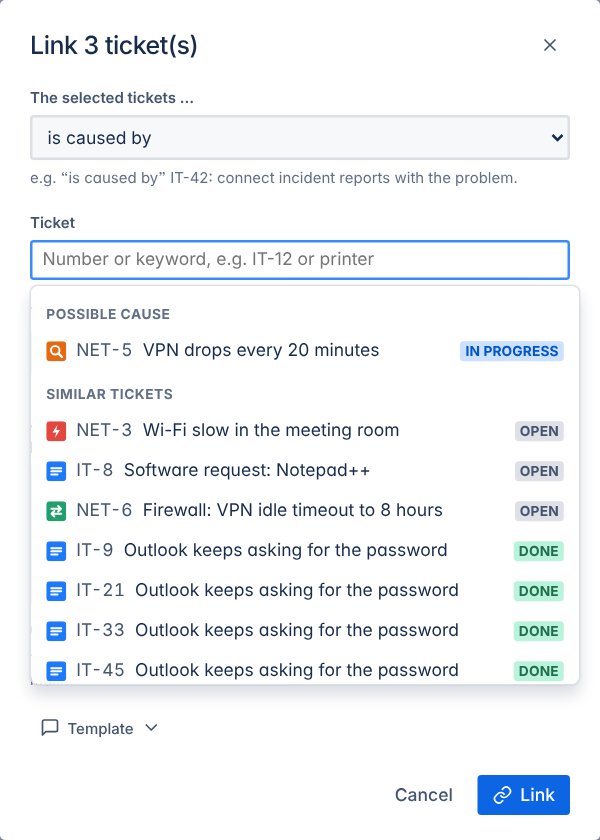 Link 3 ticket(s)
The selected tickets ...
is caused by
e.g. “is caused by” IT-42: connect incident reports with the problem.
Ticket
Number or keyword, e.g. IT-12 or printer
POSSIBLE CAUSE
NET-5 VPN drops every 20 minutes IN PROGRESS
SIMILAR TICKETS
NET-3 Wi-Fi slow in the meeting room OPEN
IT-8 Software request: Notepad++ OPEN
NET-6 Firewall: VPN idle timeout to 8 hours OPEN
IT-9 Outlook keeps asking for the password DONE
IT-21 Outlook keeps asking for the password DONE
IT-33 Outlook keeps asking for the password DONE
IT-45 Outlook keeps asking for the password DONE
Template
Cancel Link